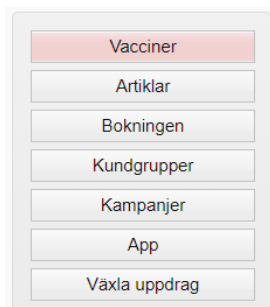 Vacciner
Artiklar
Bokningen
Kundgrupper
Kampanjer
App
Växla uppdrag